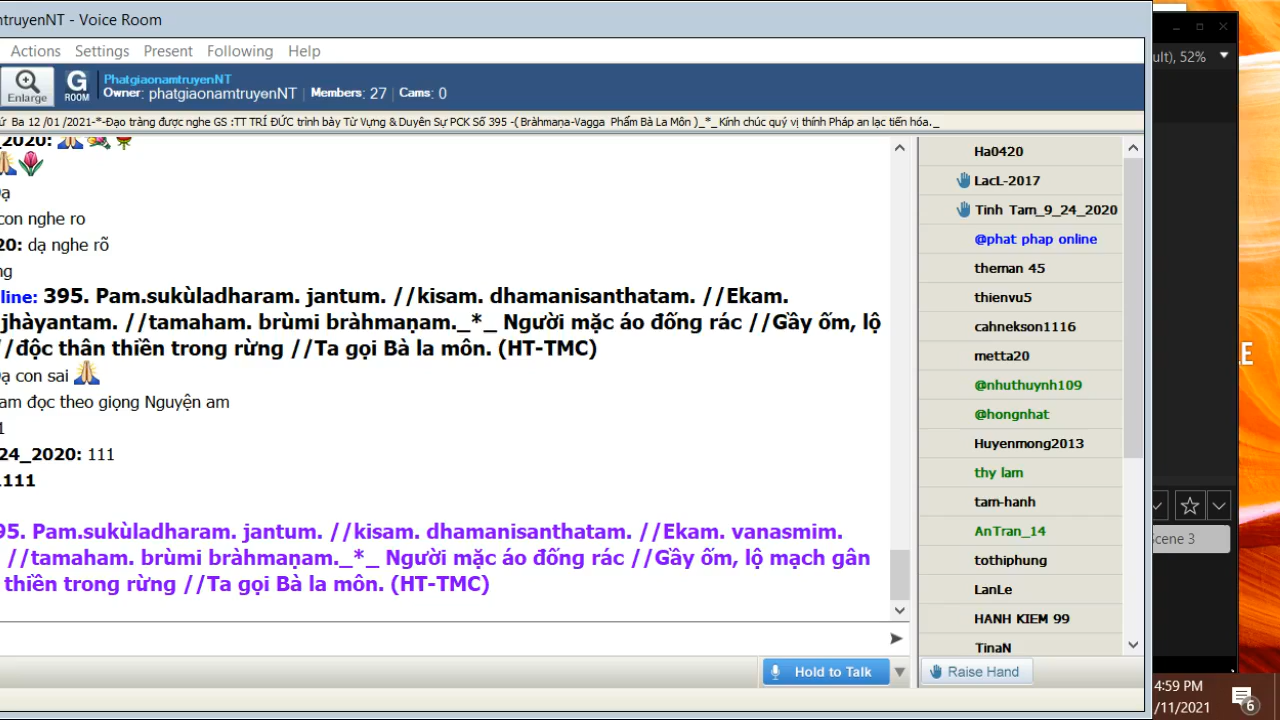 ntruyenNT - Voice Room
Actions Settings Present Following Help
Enlarge
G
ROOM
PhatgiaonamtruyenNT
Owner: phatgiaonamtruyenNT | Members: 27 | Cams: 0
ứ Ba 12 /01 /2021-*-Đạo tràng được nghe GS :TT TRÍ ĐỨC trình bày Từ Vựng & Duyên Sự PCK Số 395 -( Bràhmaṇa-Vagga Phẩm Bà La Môn )_*_Kính chúc quý vị thính Pháp an lạc tiến hóa._
_2020:
ạ
con nghe ro
20: dạ nghe rõ
ng
line: 395. Pam.sukùladharam. jantum. //kisam. dhamanisanthatam. //Ekam.
jhàyantam. //tamaham. brùmi bràhmaṇam._*_ Người mặc áo đống rác //Gầy ốm, lộ
//độc thân thiền trong rừng //Ta gọi Bà la môn. (HT-TMC)
ạ con sai
am đọc theo giọng Nguyện am
1
24_2020: 111
1111
95. Pam.sukùladharam. jantum. //kisam. dhamanisanthatam. //Ekam. vanasmim.
//tamaham. brùmi bràhmaṇam._*_ Người mặc áo đống rác //Gầy ốm, lộ mạch gân
thiền trong rừng //Ta gọi Bà la môn. (HT-TMC)
Hold to Talk
Ha0420
LacL-2017
Tinh Tam_9_24_2020
@phat phap online
theman 45
thienvu5
cahnekson1116
metta20
@nhuthuynh109
@hongnhat
Huyenmong2013
thy lam
tam-hanh
AnTran_14
tothiphung
LanLe
HANH KIEM 99
TinaN
Raise Hand
ult), 52%
LE
cene 3
4:59 PM
/11/2021
6